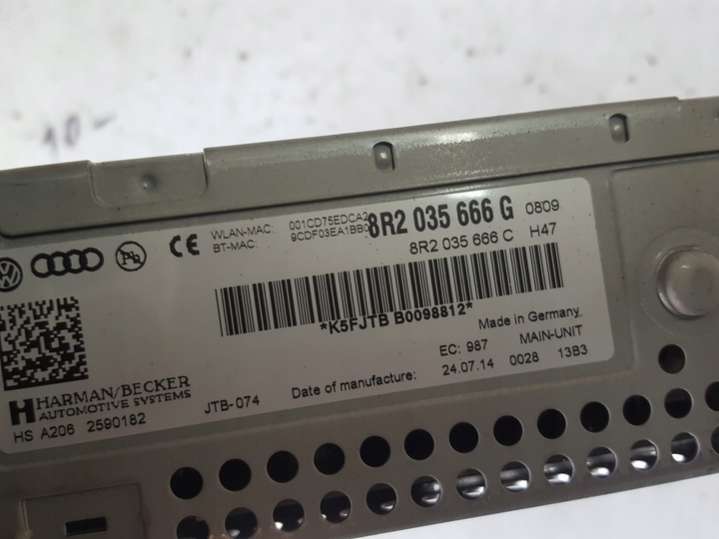 WLAN-MAC: 001CD75EDCA2
BT-MAC: 9CDF03EA1BB0
8R2 035 666 G 0809
8R2 035 666 C H47
CE
*K5FJTB B0098812*
Made in Germany
EC: 987 MAIN-UNIT
Date of manufacture: 24.07.14 0028 13B3
HARMAN/BECKER
AUTOMOTIVE SYSTEMS
JTB-074
HS A206 2590182